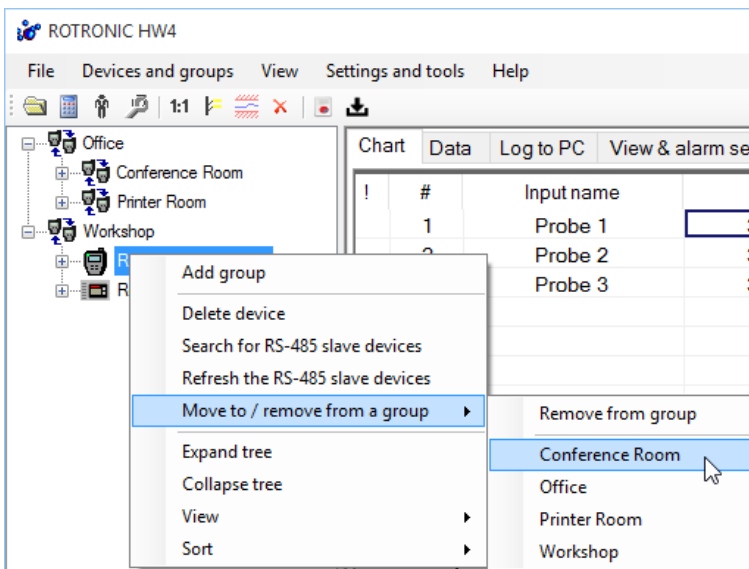 ROTRONIC HW4
File Devices and groups View Settings and tools Help
1:1
Office
Conference Room
Printer Room
Workshop
R
R
Chart Data Log to PC View & alarm se
! # Input name
1 Probe 1
2 Probe 2
3 Probe 3
Add group
Delete device
Search for RS-485 slave devices
Refresh the RS-485 slave devices
Move to / remove from a group
Expand tree
Collapse tree
View
Sort
Remove from group
Conference Room
Office
Printer Room
Workshop